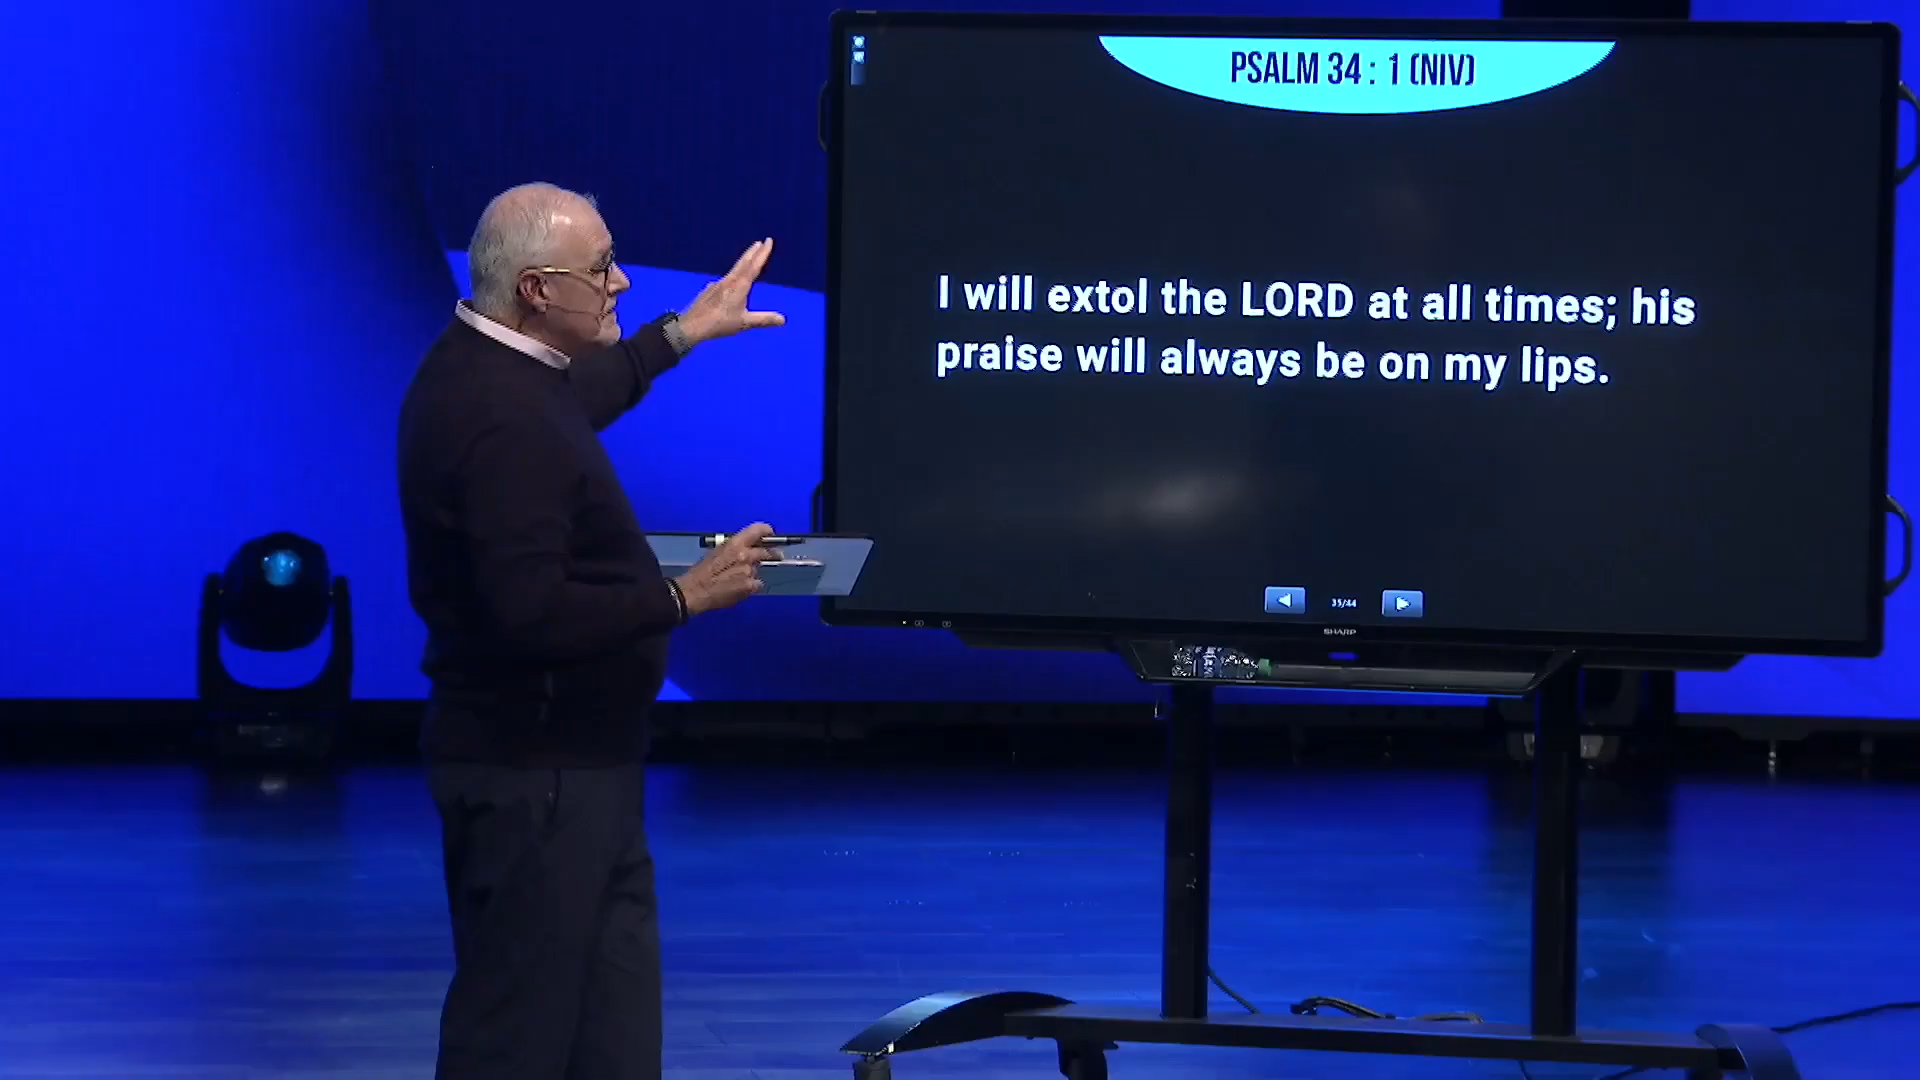 PSALM 34 : 1 (NIV)
I will extol the LORD at all times; his
praise will always be on my lips.
35/44
SHARP